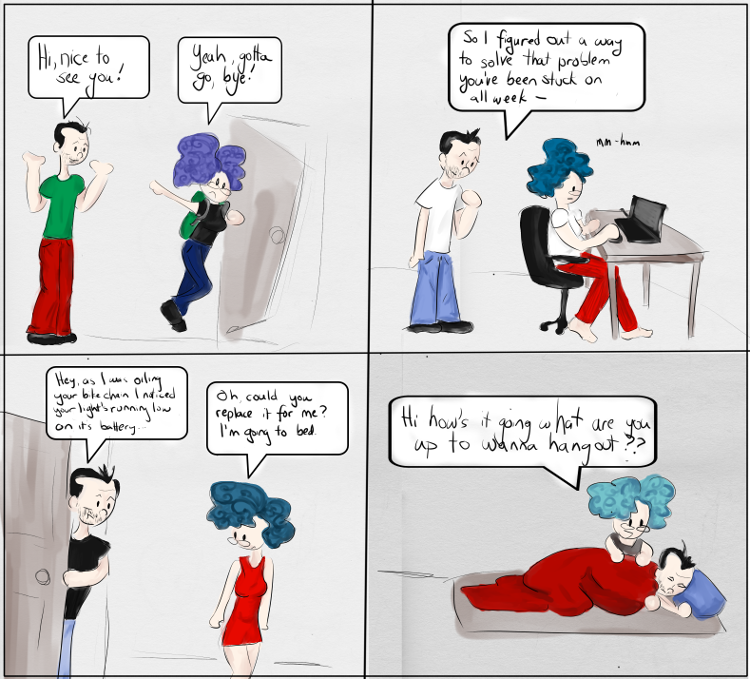 Hi, nice to
see you!
Yeah, gotta
go, bye!
So I figured out a way
to solve that problem
you've been stuck on
all week –
mm-hmm
Hey, as I was oiling
your bike chain I noticed
your light's running low
on its battery...
Oh, could you
replace it for me?
I'm going to bed.
Hi how's it going what are you
up to wanna hangout??